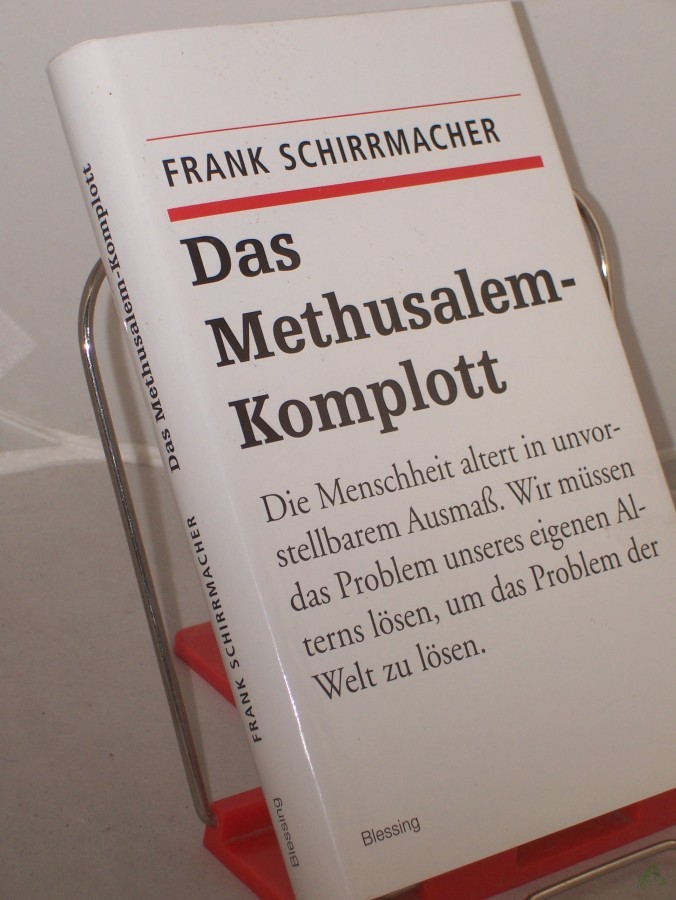 FRANK SCHIRRMACHER
Das
Methusalem-
Komplott
Die Menschheit altert in unvor-
stellbarem Ausmaß. Wir müssen
das Problem unseres eigenen Al-
terns lösen, um das Problem der
Welt zu lösen.
Blessing
Das Methusalem-Komplott
FRANK SCHIRRMACHER
Blessing